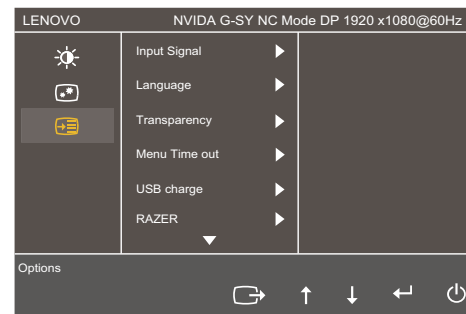 LENOVO NVIDA G-SY NC Mode DP 1920 x1080@60Hz
Input Signal
Language
Transparency
Menu Time out
USB charge
RAZER
Options